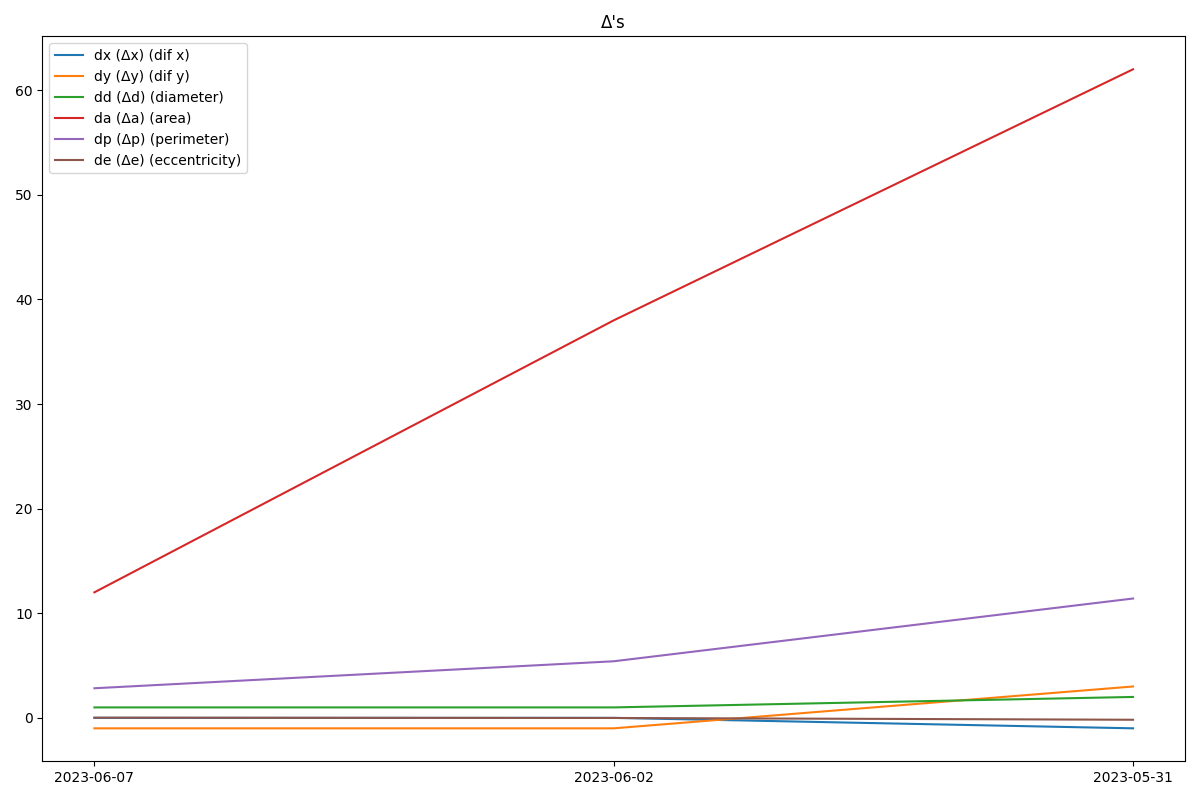 Δ's
dx (Δx) (dif x)
dy (Δy) (dif y)
dd (Δd) (diameter)
da (Δa) (area)
dp (Δp) (perimeter)
de (Δe) (eccentricity)
60
50
40
30
20
10
0
2023-06-07 2023-06-02 2023-05-31